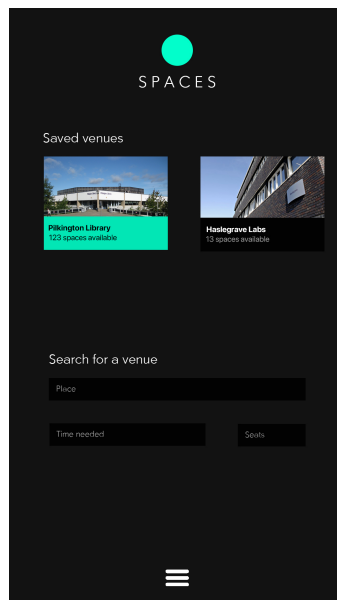 SPACES
Saved venues
Pilkington Library
123 spaces available
Haslegrave Labs
13 spaces available
Search for a venue
Place
Time needed
Seats